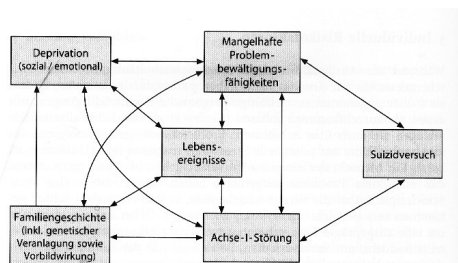 Deprivation
(sozial / emotional)
Mangelhafte
Problem-
bewältigungs-
fähigkeiten
Lebens-
ereignisse
Suizidversuch
Familiengeschichte
(inkl. genetischer
Veranlagung sowie
Vorbildwirkung)
Achse-I-Störung